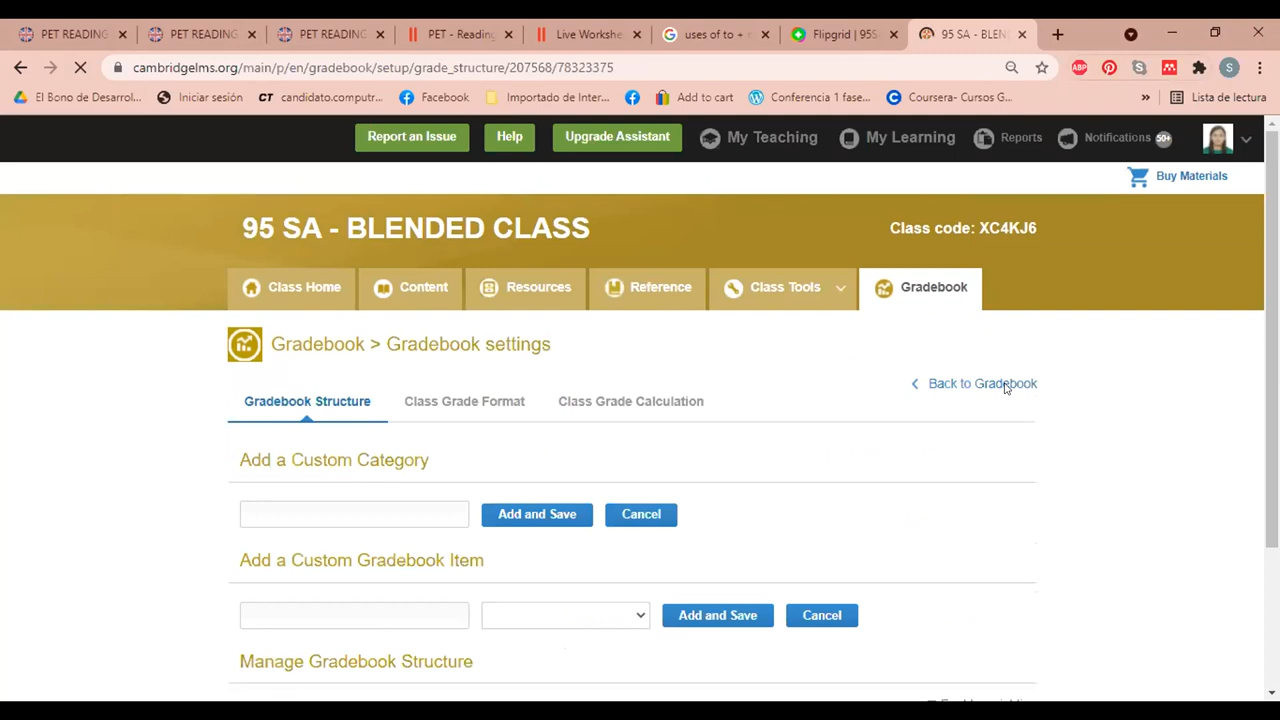 PET READING
PET READING
PET READING
PET - Reading
Live Workshe
uses of to + r
Flipgrid | 95S
95 SA - BLEN
cambridgelms.org/main/p/en/gradebook/setup/grade_structure/207568/78323375
ABP
S
El Bono de Desarrol...
Iniciar sesión
CT candidato.computr...
Facebook
Importado de Inter...
Add to cart
Conferencia 1 fase...
Coursera- Cursos G...
»
Lista de lectura
Report an Issue
Help
Upgrade Assistant
My Teaching
My Learning
Reports
Notifications 50+
Buy Materials
95 SA - BLENDED CLASS
Class code: XC4KJ6
Class Home
Content
Resources
Reference
Class Tools
Gradebook
Gradebook > Gradebook settings
Back to Gradebook
Gradebook Structure
Class Grade Format
Class Grade Calculation
Add a Custom Category
Add and Save
Cancel
Add a Custom Gradebook Item
Add and Save
Cancel
Manage Gradebook Structure